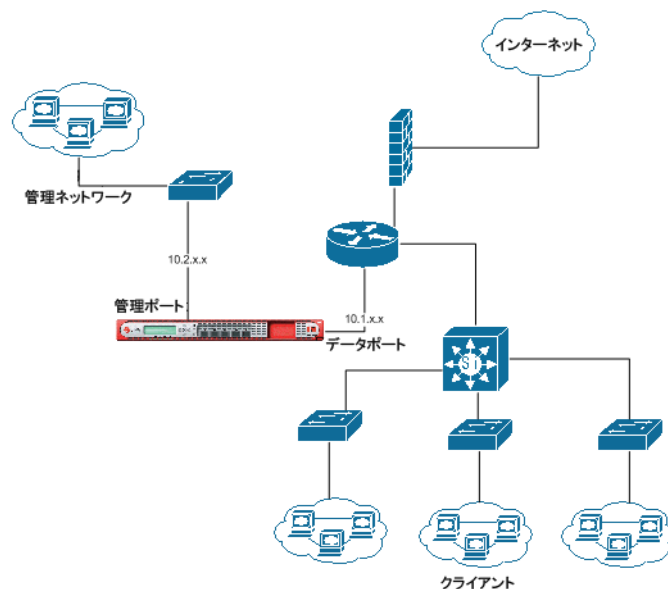 インターネット
管理ネットワーク
10.2.x.x
管理ポート
10.1.x.x
データポート
Si
クライアント